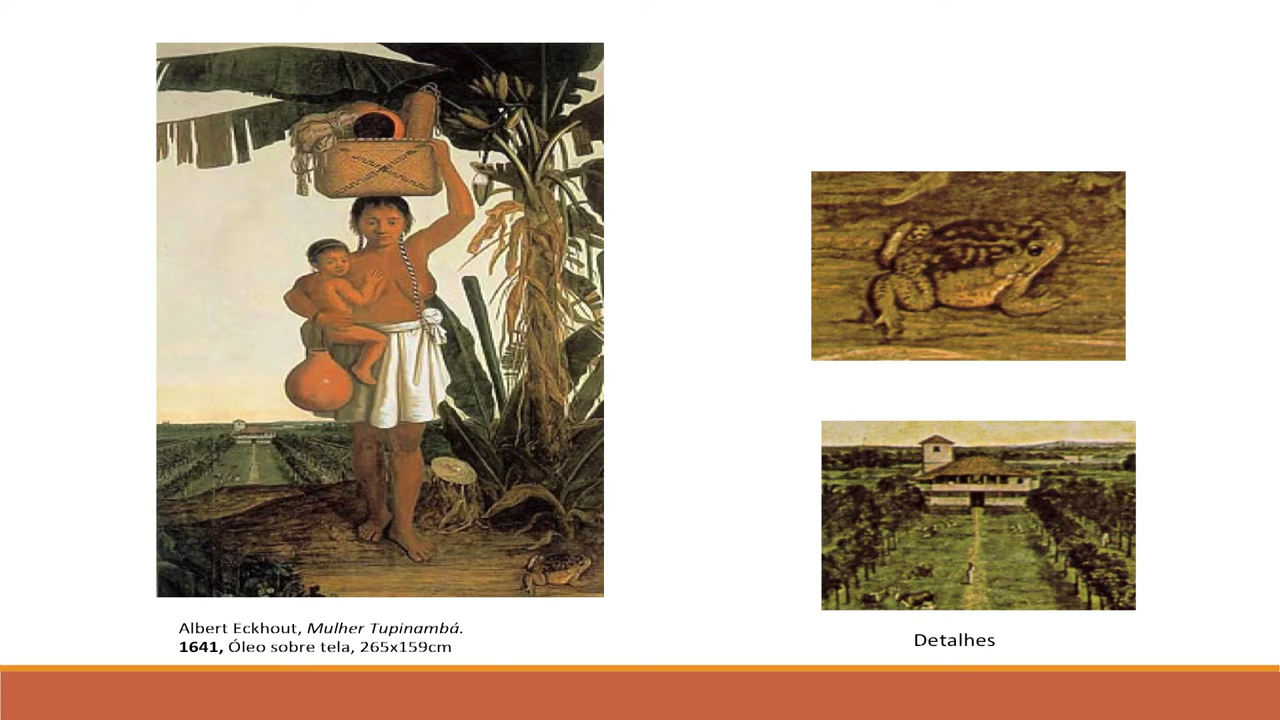 Albert Eckhout, Mulher Tupinambá.
1641, Óleo sobre tela, 265x159cm
Detalhes